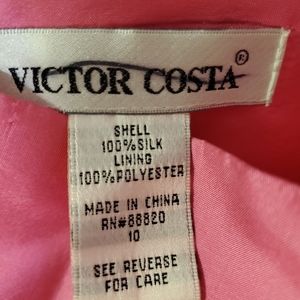 VICTOR COSTA®
SHELL
100%SILK
LINING
100%POLYESTER
MADE IN CHINA
RN#88820
10
SEE REVERSE
FOR CARE